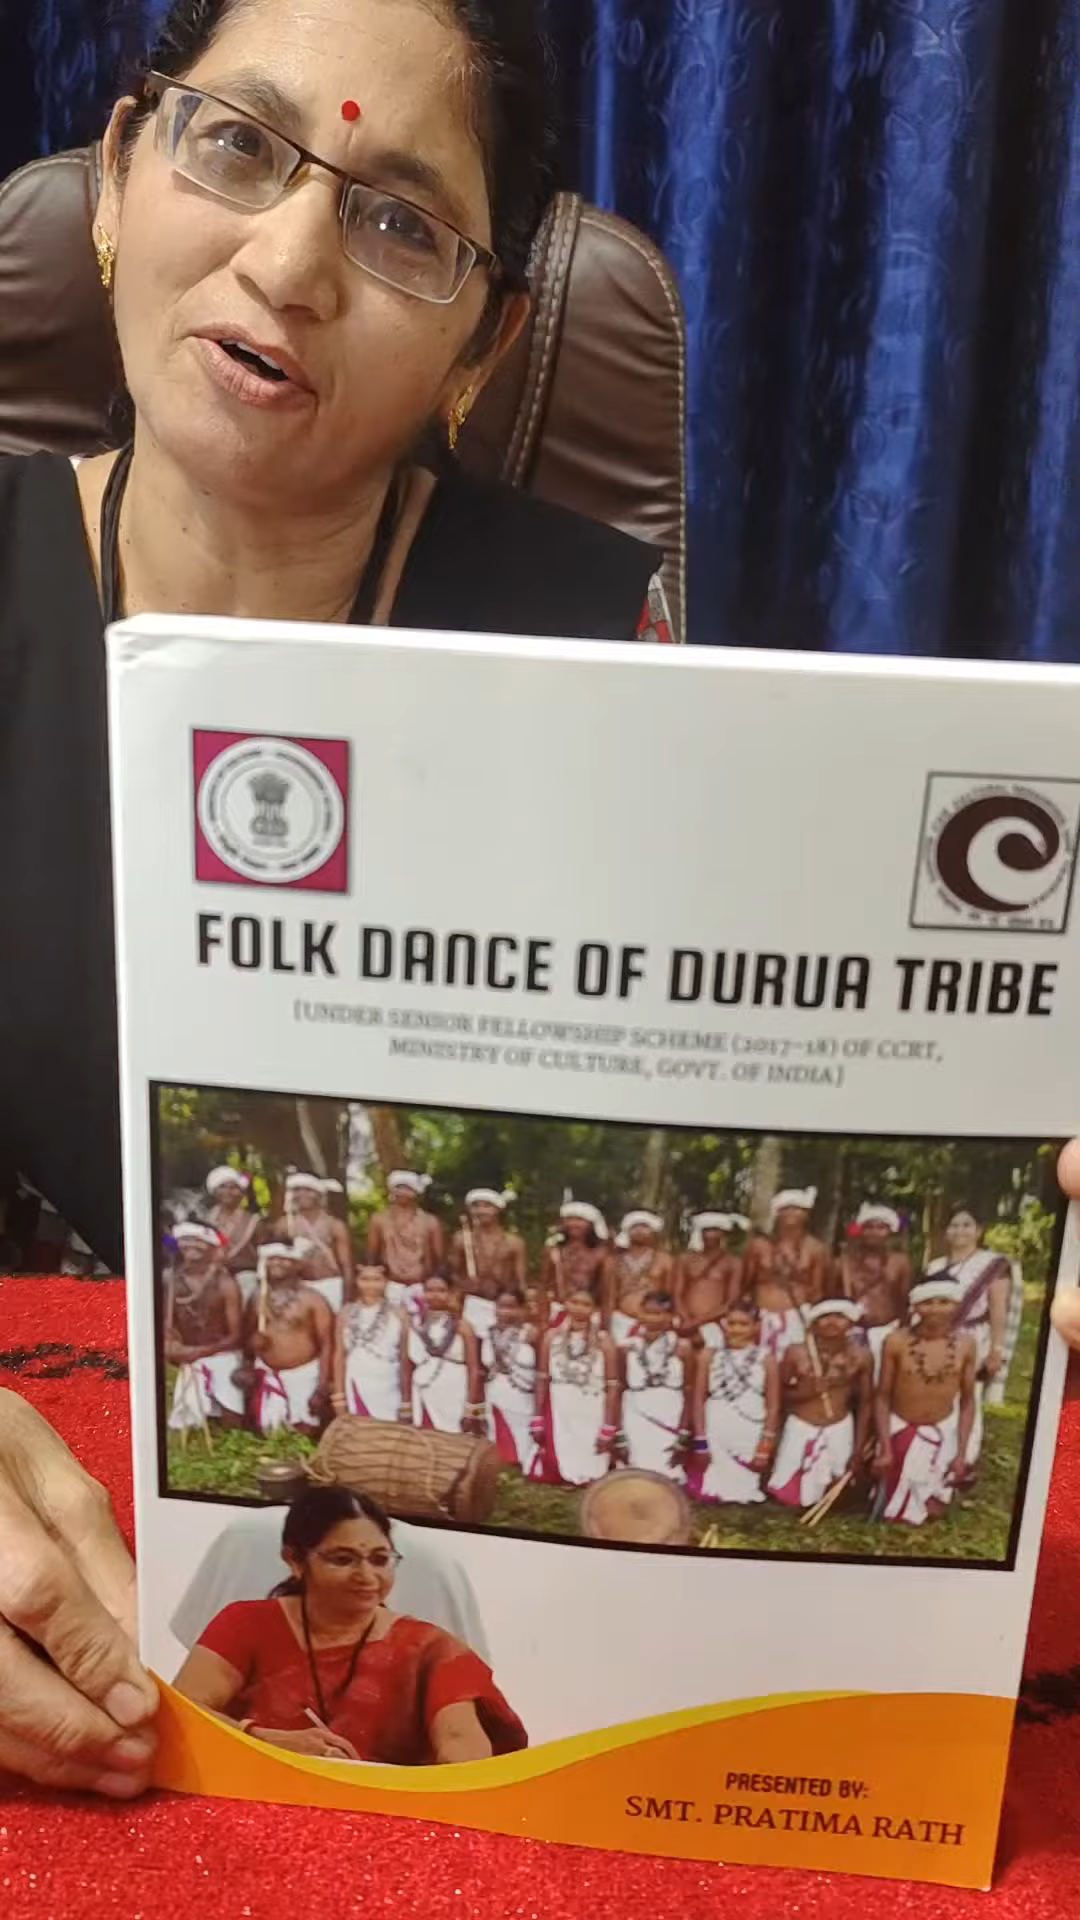 FOLK DANCE OF DURUA TRIBE
[UNDER SENIOR FELLOWSHIP SCHEME (2017-18) OF CCRT,
MINISTRY OF CULTURE, GOVT. OF INDIA]
PRESENTED BY:
SMT. PRATIMA RATH